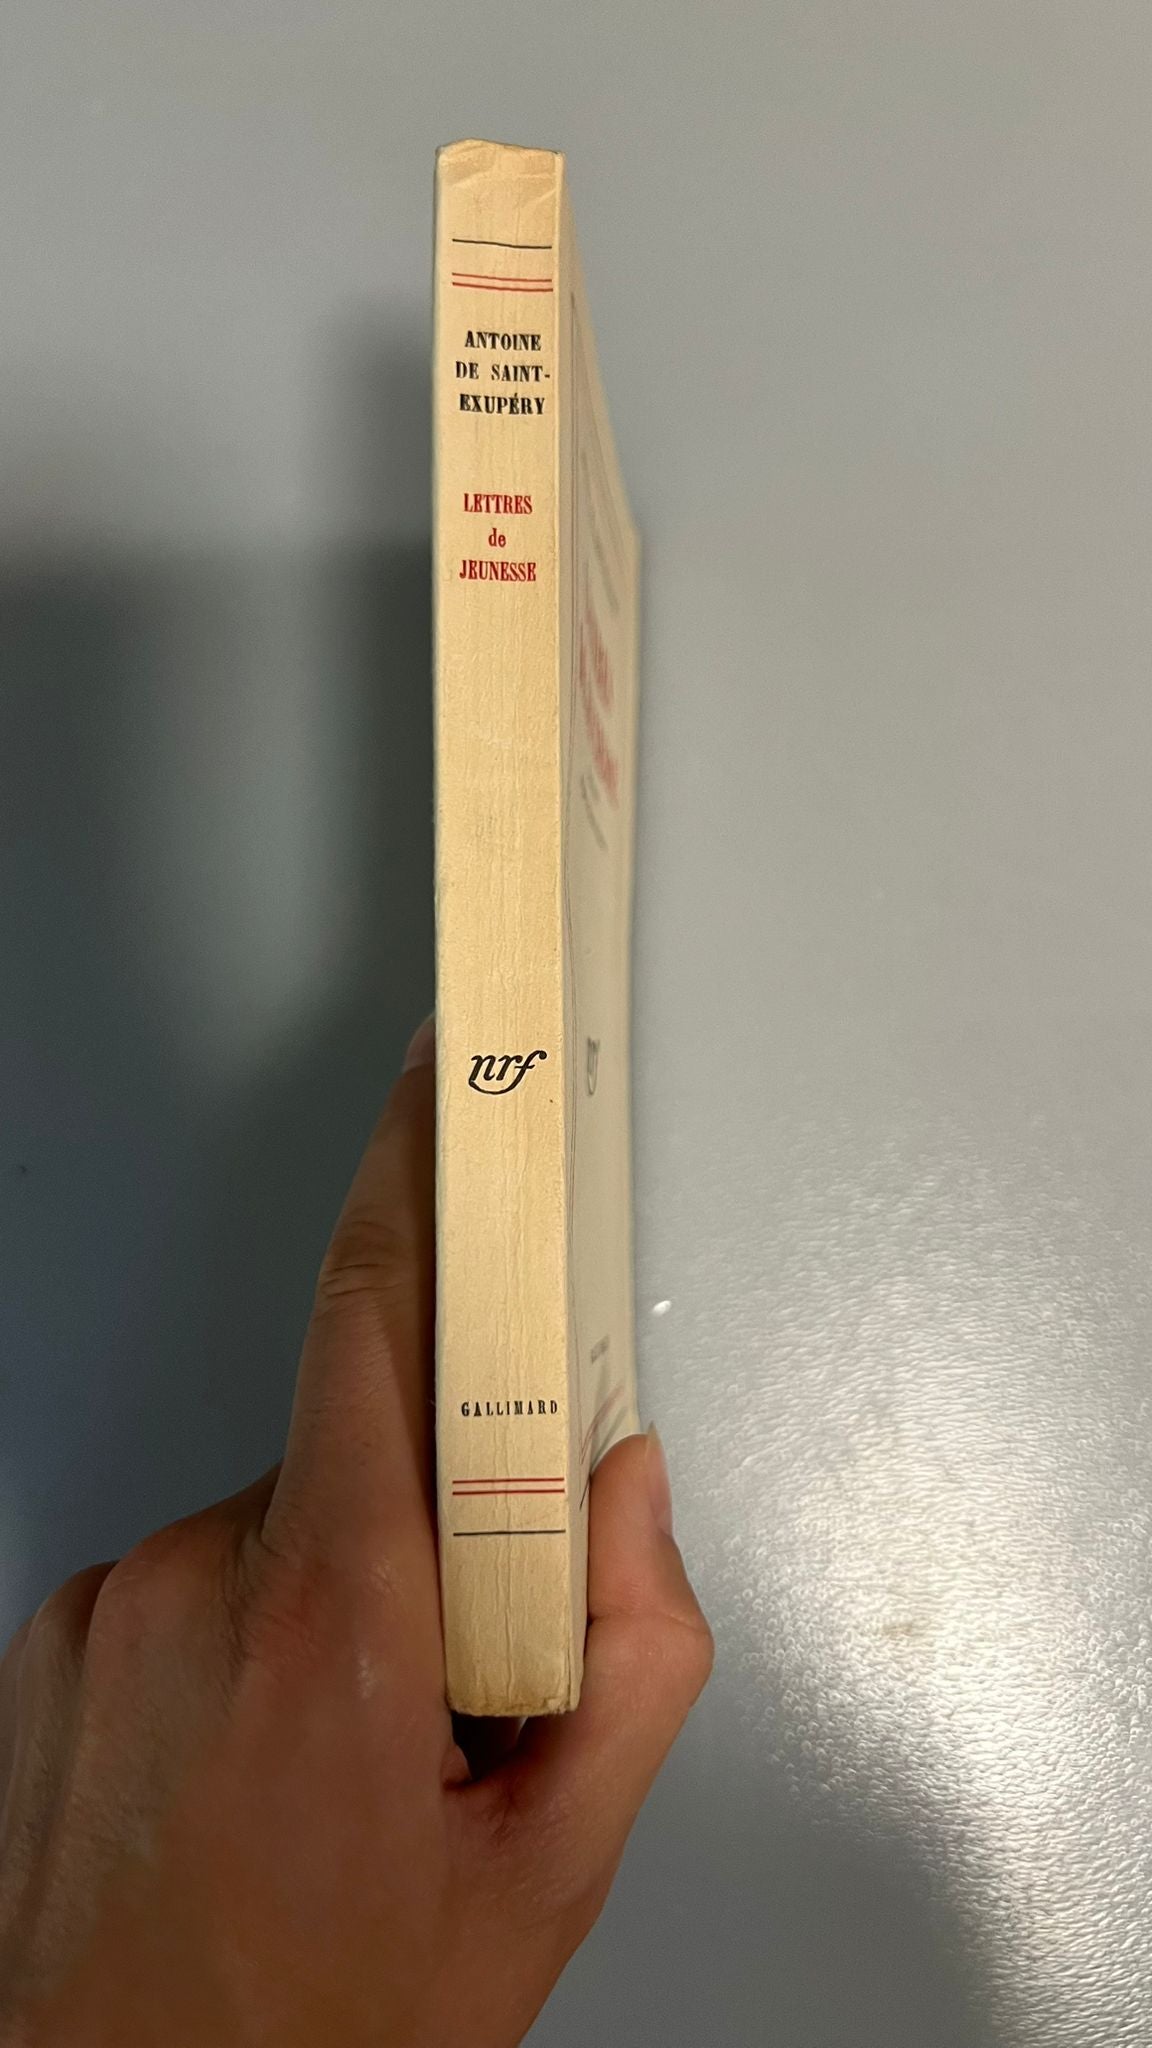 ANTOINE
DE SAINT-
EXUPÉRY
LETTRES
de
JEUNESSE
nrf
GALLIMARD